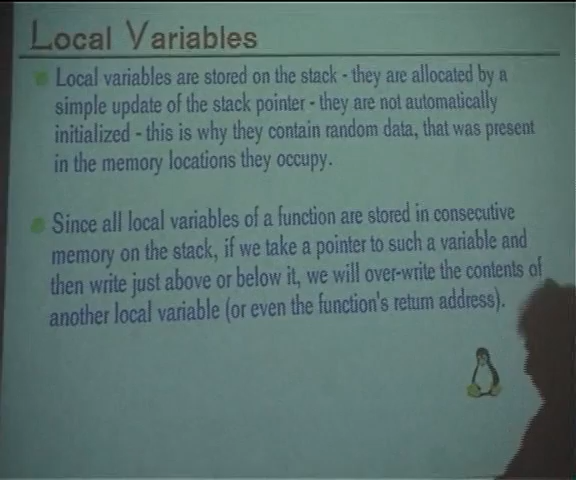 Local Variables
Local variables are stored on the stack - they are allocated by a
simple update of the stack pointer - they are not automatically
initialized - this is why they contain random data, that was present
in the memory locations they occupy.
Since all local variables of a function are stored in consecutive
memory on the stack, if we take a pointer to such a variable and
then write just above or below it, we will over-write the contents of
another local variable (or even the function's return address).